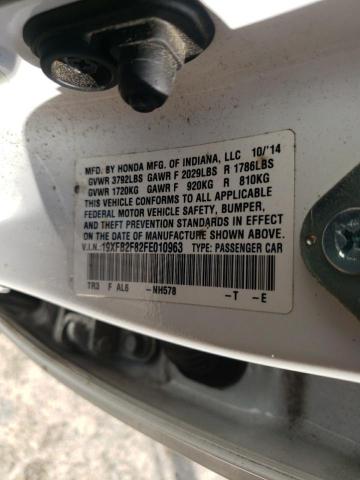 MFD. BY HONDA MFG. OF INDIANA, LLC 10/'14
GVWR 3792LBS GAWR F 2029LBS R 1786LBS
GVWR 1720KG GAWR F 920KG R 810KG
THIS VEHICLE CONFORMS TO ALL APPLICABLE
FEDERAL MOTOR VEHICLE SAFETY, BUMPER,
AND THEFT PREVENTION STANDARDS IN EFFECT
ON THE DATE OF MANUFACTURE SHOWN ABOVE.
V.I.N.: 19XFB2F82FE010963 TYPE: PASSENGER CAR
TR3 F AL6 -NH578 -T -E